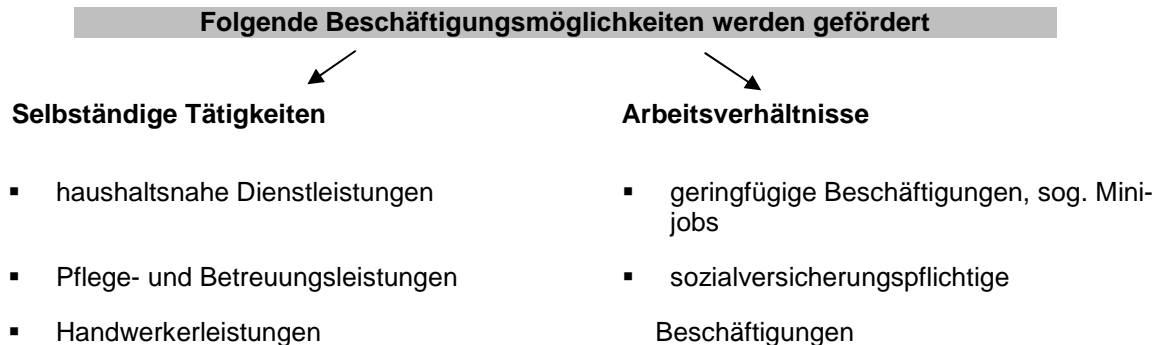 Folgende Beschäftigungsmöglichkeiten werden gefördert
Selbständige Tätigkeiten
▪ haushaltsnahe Dienstleistungen
▪ Pflege- und Betreuungsleistungen
▪ Handwerkerleistungen
Arbeitsverhältnisse
▪ geringfügige Beschäftigungen, sog. Mini-
jobs
▪ sozialversicherungspflichtige
Beschäftigungen